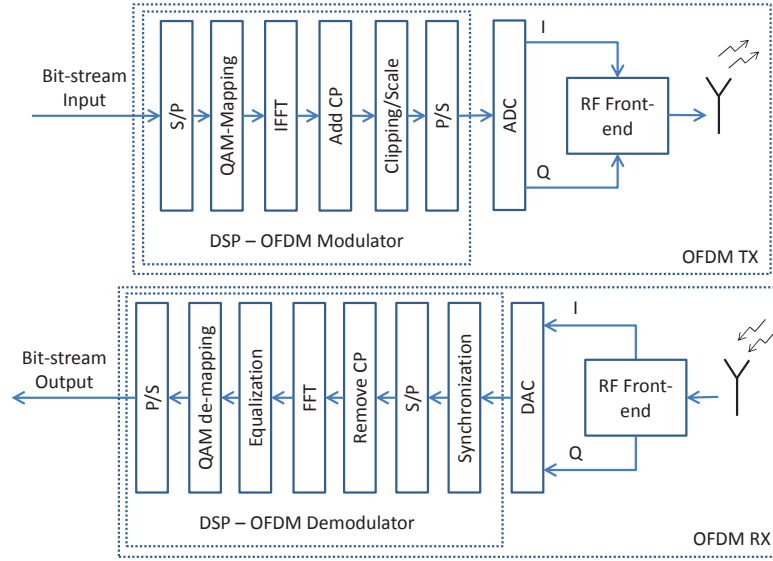 Bit-stream
Input
S/P
QAM-Mapping
IFFT
Add CP
Clipping/Scale
P/S
ADC
I
Q
RF Front-
end
DSP – OFDM Modulator
OFDM TX
Bit-stream
Output
P/S
QAM de-mapping
Equalization
FFT
Remove CP
S/P
Synchronization
DAC
I
Q
RF Front-
end
DSP – OFDM Demodulator
OFDM RX